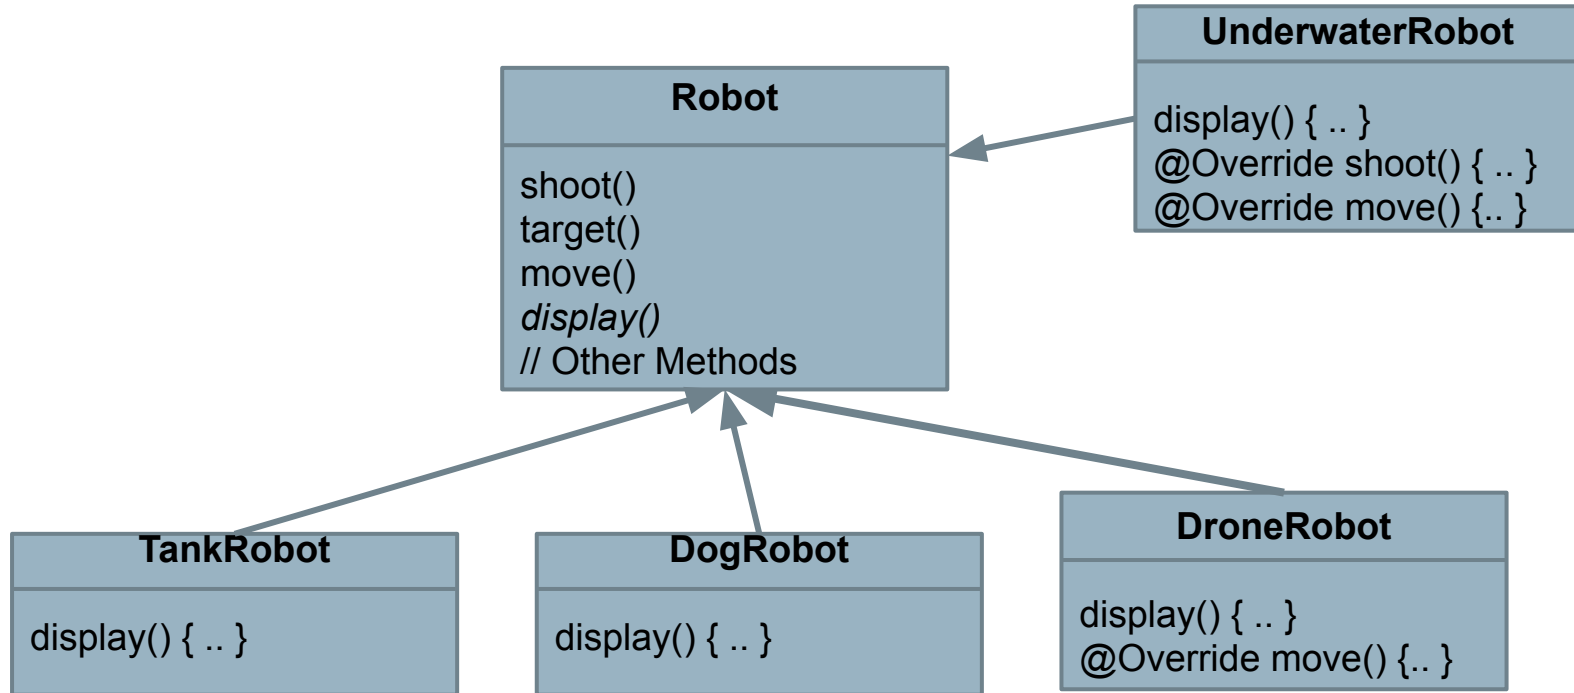 UnderwaterRobot
display() { .. }
@Override shoot() { .. }
@Override move() {.. }
Robot
shoot()
target()
move()
display()
// Other Methods
TankRobot
display() { .. }
DogRobot
display() { .. }
DroneRobot
display() { .. }
@Override move() {.. }